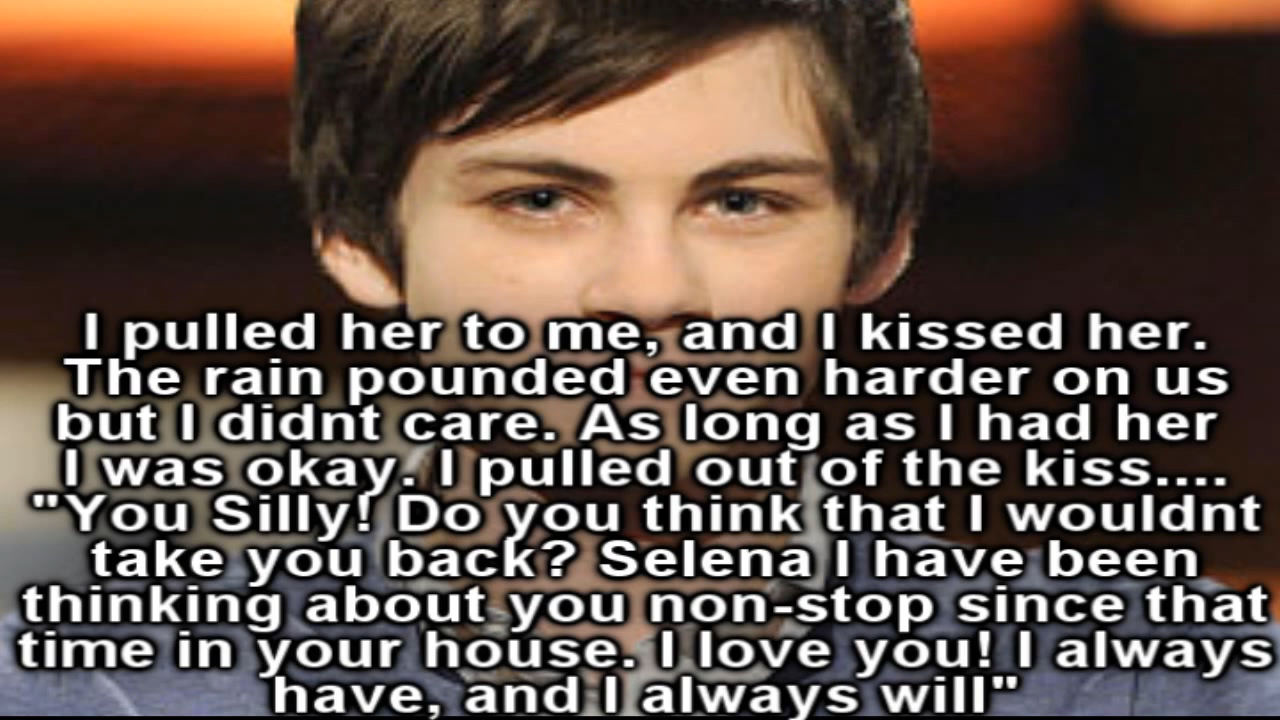 I pulled her to me, and I kissed her.
The rain pounded even harder on us
but I didnt care. As long as I had her
I was okay. I pulled out of the kiss....
"You Silly! Do you think that I wouldnt
take you back? Selena I have been
thinking about you non-stop since that
time in your house. I love you! I always
have, and I always will"